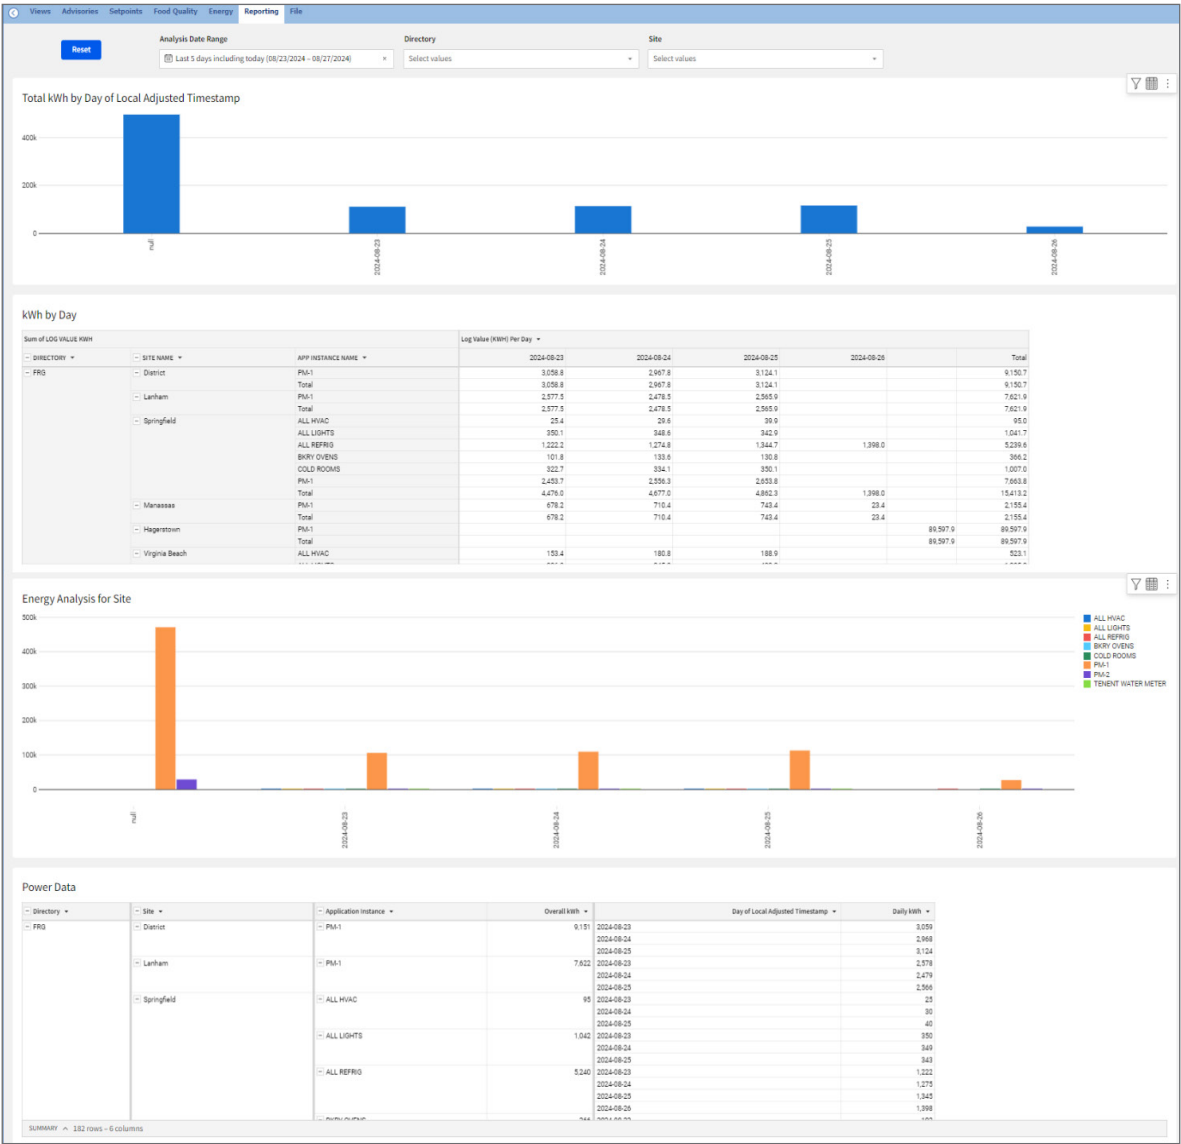 Views Advisories Setpoints Food Quality Energy Reporting File
Analysis Date Range Directory Site
Reset
Last 5 days including today (08/23/2024 – 08/27/2024) × Select values Select values
Total kWh by Day of Local Adjusted Timestamp
400k
200k
0
null 2024-08-23 2024-08-24 2024-08-25 2024-08-26
kWh by Day
Sum of LOG VALUE KWH Log Value (KWH) Per Day
DIRECTORY SITE NAME APP INSTANCE NAME 2024-08-23 2024-08-24 2024-08-25 2024-08-26 Total
FRG District PM-1 3,058.8 2,967.8 3,124.1 9,150.7
Total 3,058.8 2,967.8 3,124.1 9,150.7
Lanham PM-1 2,577.5 2,478.5 2,565.9 7,621.9
Total 2,577.5 2,478.5 2,565.9 7,621.9
Springfield ALL HVAC 25.4 29.6 39.9 95.0
ALL LIGHTS 350.1 348.6 342.9 1,041.7
ALL REFRIG 1,222.2 1,274.8 1,344.7 1,398.0 5,239.6
BKRY OVENS 101.8 133.6 130.8 366.2
COLD ROOMS 322.7 334.1 350.1 1,007.0
PM-1 2,453.7 2,556.3 2,653.8 7,663.8
Total 4,476.0 4,677.0 4,862.3 1,398.0 15,413.2
Manassas PM-1 678.2 710.4 743.4 23.4 2,155.4
Total 678.2 710.4 743.4 23.4 2,155.4
Hagerstown PM-1 89,597.9 89,597.9
Total 89,597.9 89,597.9
Virginia Beach ALL HVAC 153.4 180.8 188.9 523.1
Energy Analysis for Site
500k
400k
300k
200k
100k
0
null 2024-08-23 2024-08-24 2024-08-25 2024-08-26
ALL HVAC
ALL LIGHTS
ALL REFRIG
BKRY OVENS
COLD ROOMS
PM-1
PM-2
TENENT WATER METER
Power Data
Directory Site Application Instance Overall kWh Day of Local Adjusted Timestamp Daily kWh
FRG District PM-1 9,151 2024-08-23 3,059
2024-08-24 2,968
2024-08-25 3,124
Lanham PM-1 7,622 2024-08-23 2,578
2024-08-24 2,479
2024-08-25 2,566
Springfield ALL HVAC 95 2024-08-23 25
2024-08-24 30
2024-08-25 40
ALL LIGHTS 1,042 2024-08-23 350
2024-08-24 349
2024-08-25 343
ALL REFRIG 5,240 2024-08-23 1,222
2024-08-24 1,275
2024-08-25 1,345
2024-08-26 1,398
SUMMARY 182 rows – 6 columns